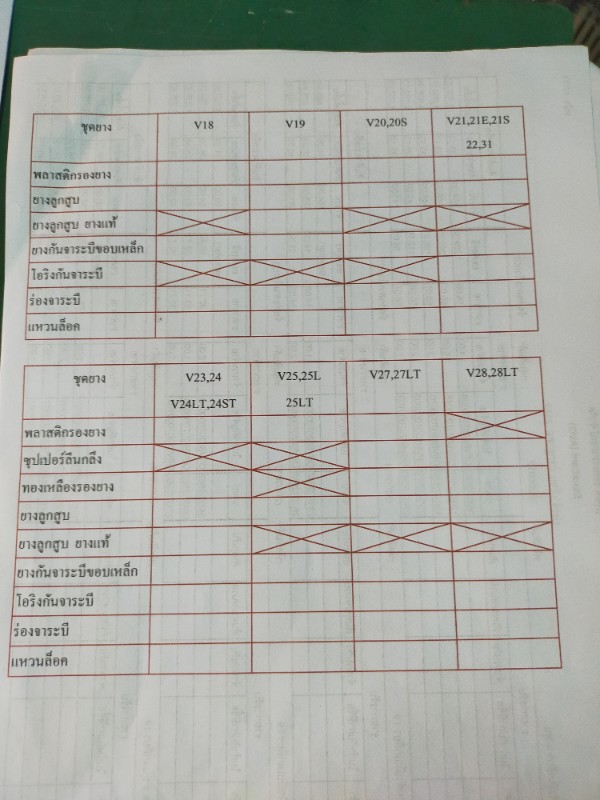 ชุดยาง V18 V19 V20,20S V21,21E,21S
22,31
พลาสติกรองยาง
ยางลูกสูบ
ยางลูกสูบ ยางแท้
ยางกันจาระบีขอบเหล็ก
โอริงกันจาระบี
ร่องจาระบี
แหวนล็อค
ชุดยาง V23,24 V25,25L V27,27LT V28,28LT
V24LT,24ST 25LT
พลาสติกรองยาง
ซุปเปอร์ลีนกลึง
ทองเหลืองรองยาง
ยางลูกสูบ
ยางลูกสูบ ยางแท้
ยางกันจาระบีขอบเหล็ก
โอริงกันจาระบี
ร่องจาระบี
แหวนล็อค